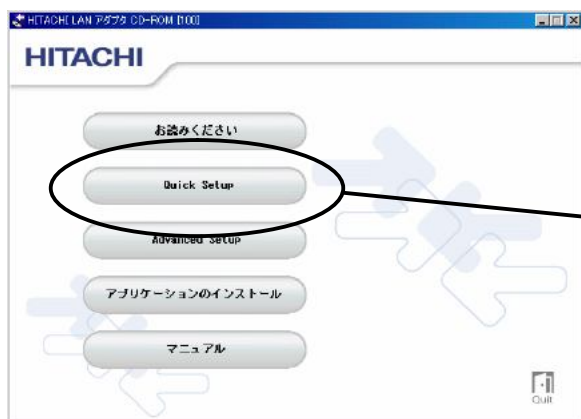 HITACHI LAN アダプタ CD-ROM [100]
HITACHI
お読みください
Quick Setup
Advanced Setup
アプリケーションのインストール
マニュアル
Quit